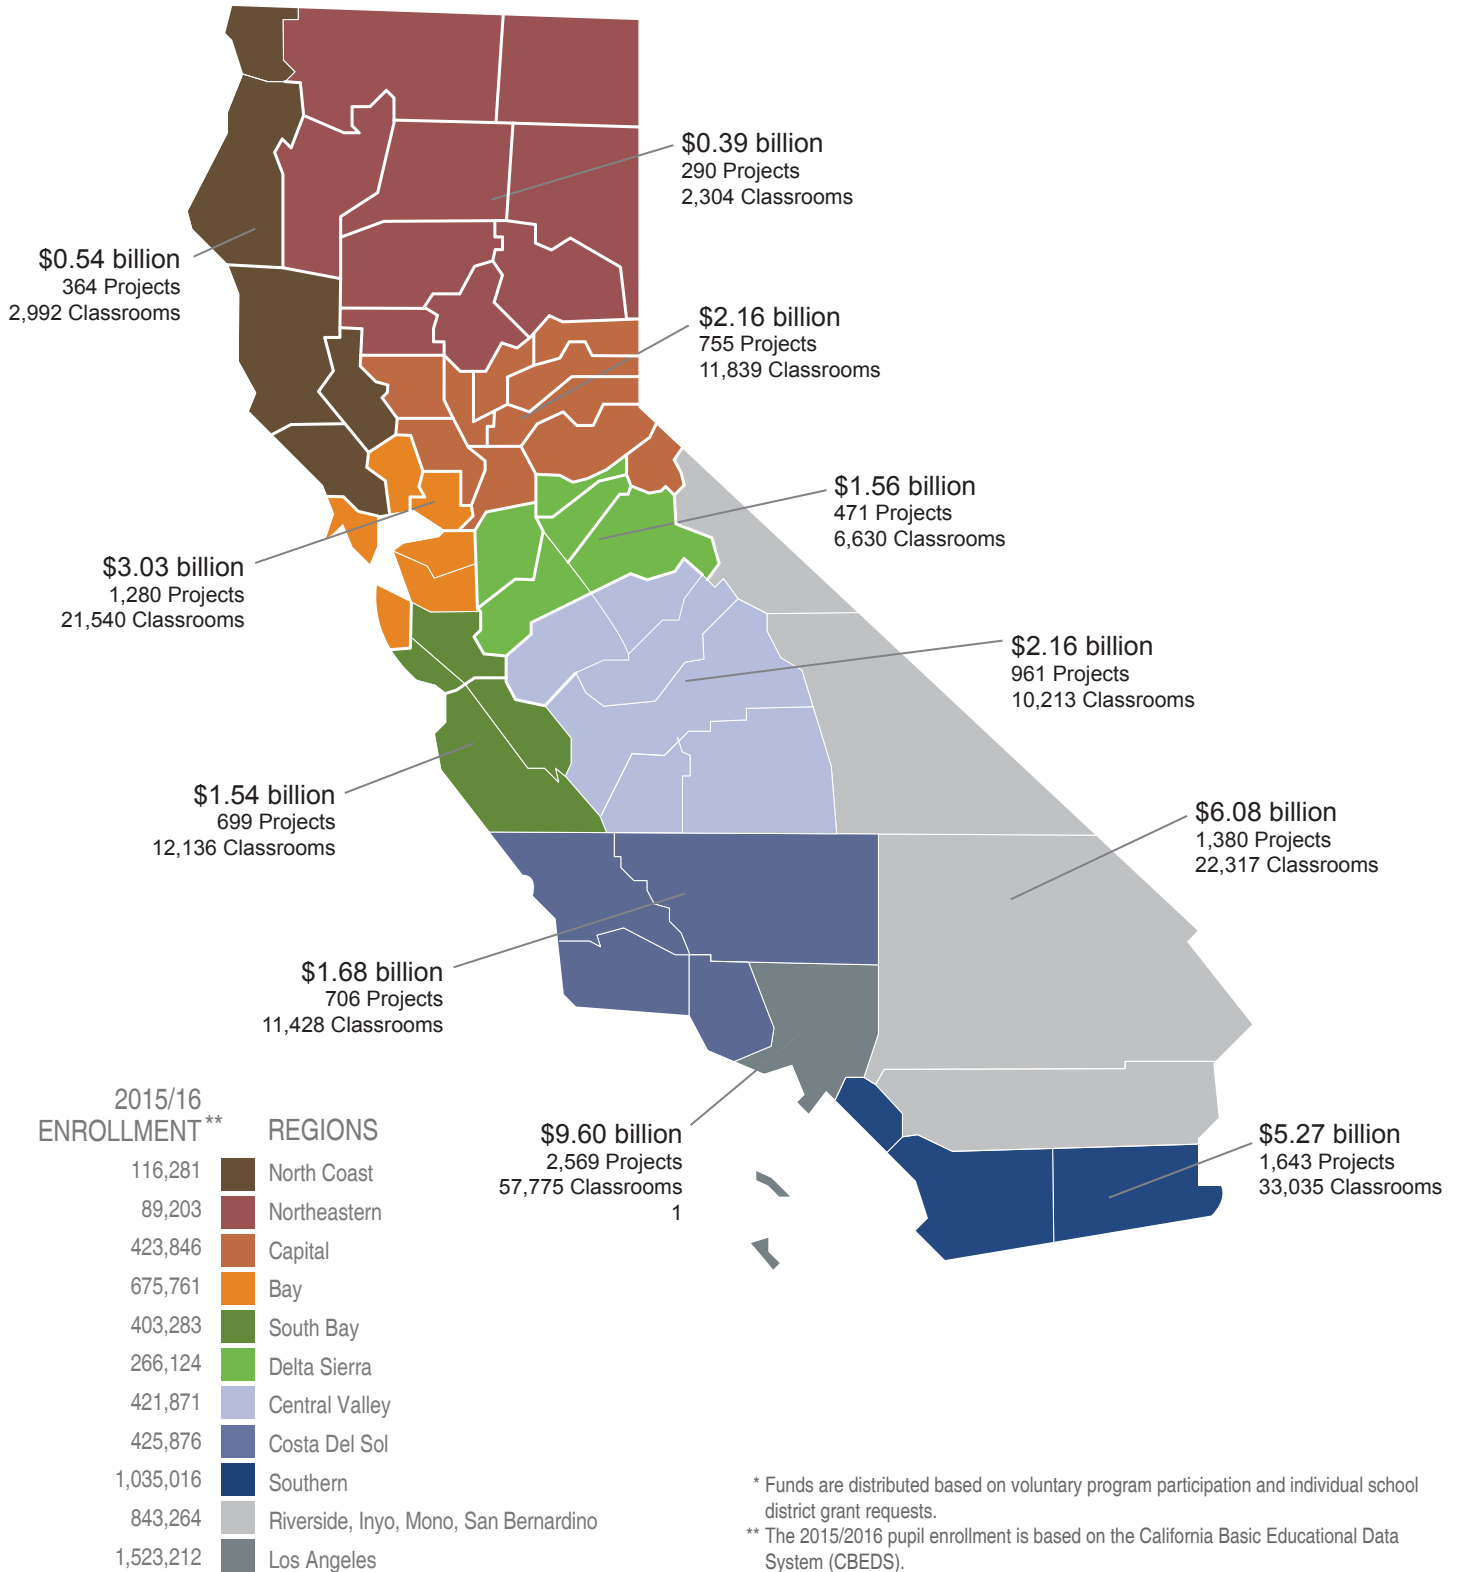 $0.39 billion
290 Projects
2,304 Classrooms
$0.54 billion
364 Projects
2,992 Classrooms
$2.16 billion
755 Projects
11,839 Classrooms
$1.56 billion
471 Projects
6,630 Classrooms
$3.03 billion
1,280 Projects
21,540 Classrooms
$2.16 billion
961 Projects
10,213 Classrooms
$1.54 billion
699 Projects
12,136 Classrooms
$6.08 billion
1,380 Projects
22,317 Classrooms
$1.68 billion
706 Projects
11,428 Classrooms
$9.60 billion
2,569 Projects
57,775 Classrooms
1
$5.27 billion
1,643 Projects
33,035 Classrooms
2015/16
ENROLLMENT** REGIONS
116,281 North Coast
89,203 Northeastern
423,846 Capital
675,761 Bay
403,283 South Bay
266,124 Delta Sierra
421,871 Central Valley
425,876 Costa Del Sol
1,035,016 Southern
843,264 Riverside, Inyo, Mono, San Bernardino
1,523,212 Los Angeles
* Funds are distributed based on voluntary program participation and individual school
district grant requests.
** The 2015/2016 pupil enrollment is based on the California Basic Educational Data
System (CBEDS).